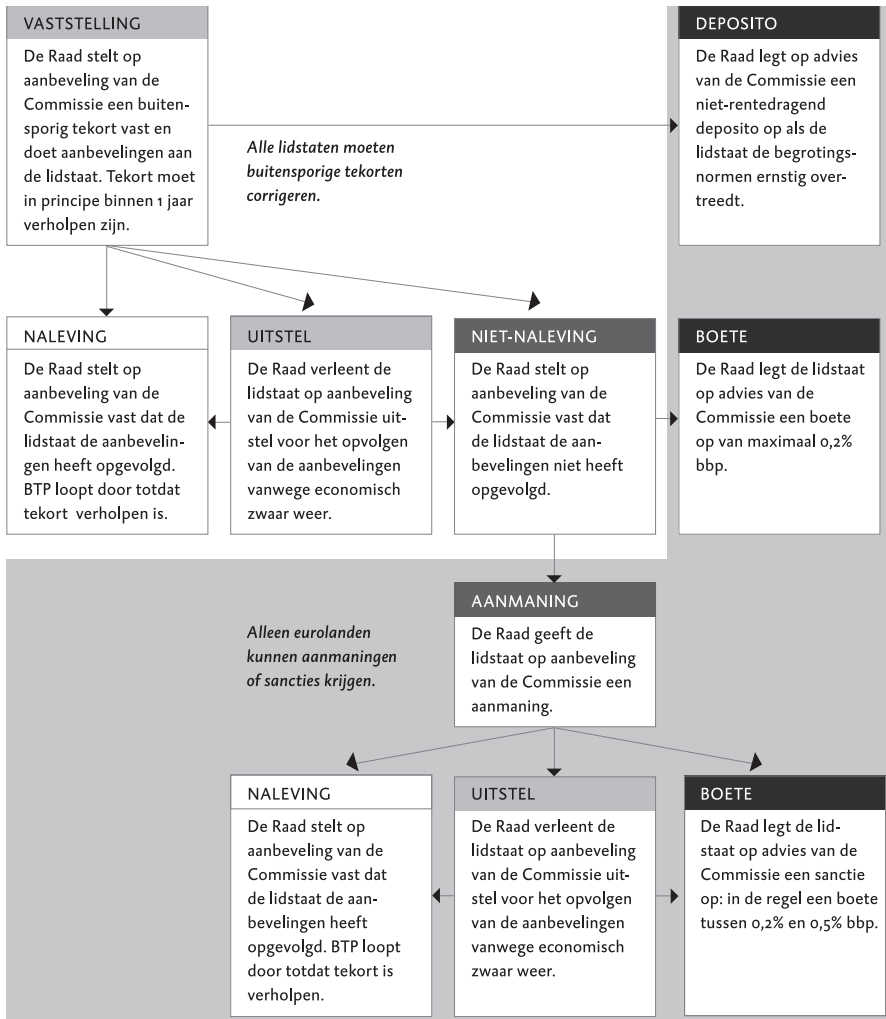 VASTSTELLING
De Raad stelt op
aanbeveling van de
Commissie een buiten-
sporig tekort vast en
doet aanbevelingen aan
de lidstaat. Tekort moet
in principe binnen 1 jaar
verholpen zijn.
Alle lidstaten moeten
buitensporige tekorten
corrigeren.
DEPOSITO
De Raad legt op advies
van de Commissie een
niet-rentedragend
deposito op als de
lidstaat de begrotings-
normen ernstig over-
treedt.
NALEVING
De Raad stelt op
aanbeveling van de
Commissie vast dat de
lidstaat de aanbevelin-
gen heeft opgevolgd.
BTP loopt door totdat
tekort verholpen is.
UITSTEL
De Raad verleent de
lidstaat op aanbeveling
van de Commissie uit-
stel voor het opvolgen
van de aanbevelingen
vanwege economisch
zwaar weer.
NIET-NALEVING
De Raad stelt op
aanbeveling van de
Commissie vast dat
de lidstaat de aan-
bevelingen niet heeft
opgevolgd.
BOETE
De Raad legt de lidstaat
op advies van de
Commissie een boete
op van maximaal 0,2%
bbp.
Alleen eurolanden
kunnen aanmaningen
of sancties krijgen.
AANMANING
De Raad geeft de
lidstaat op aanbeveling
van de Commissie een
aanmaning.
NALEVING
De Raad stelt op
aanbeveling van de
Commissie vast dat
de lidstaat de aan-
bevelingen heeft
opgevolgd. BTP loopt
door totdat tekort is
verholpen.
UITSTEL
De Raad verleent de
lidstaat op aanbeveling
van de Commissie uit-
stel voor het opvolgen
van de aanbevelingen
vanwege economisch
zwaar weer.
BOETE
De Raad legt de lid-
staat op advies van de
Commissie een sanctie
op: in de regel een boete
tussen 0,2% en 0,5% bbp.